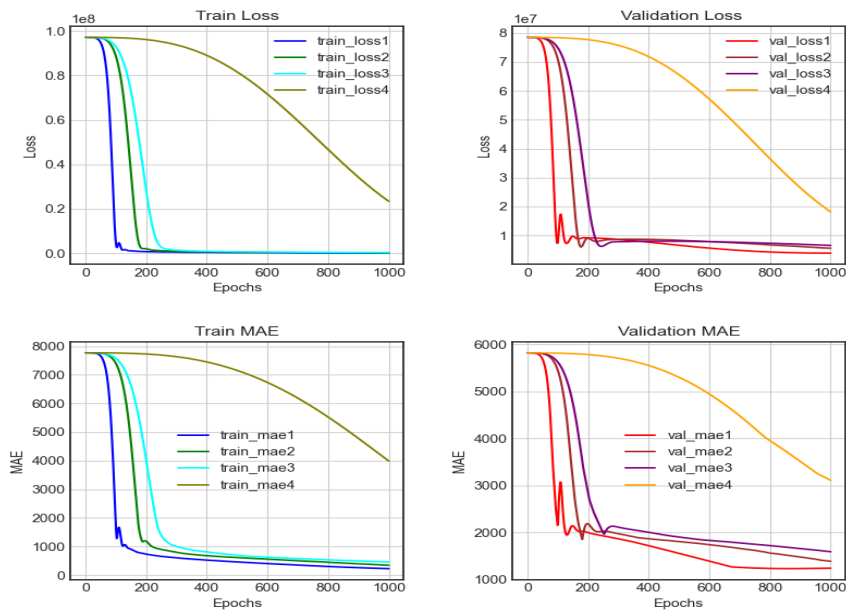 Train Loss
1e8
1.0
0.8
0.6
0.4
0.2
0.0
Loss
train_loss1
train_loss2
train_loss3
train_loss4
0 200 400 600 800 1000
Epochs
Validation Loss
1e7
8
7
6
5
4
3
2
1
Loss
val_loss1
val_loss2
val_loss3
val_loss4
0 200 400 600 800 1000
Epochs
Train MAE
8000
7000
6000
5000
4000
3000
2000
1000
0
MAE
train_mae1
train_mae2
train_mae3
train_mae4
0 200 400 600 800 1000
Epochs
Validation MAE
6000
5000
4000
3000
2000
1000
MAE
val_mae1
val_mae2
val_mae3
val_mae4
0 200 400 600 800 1000
Epochs